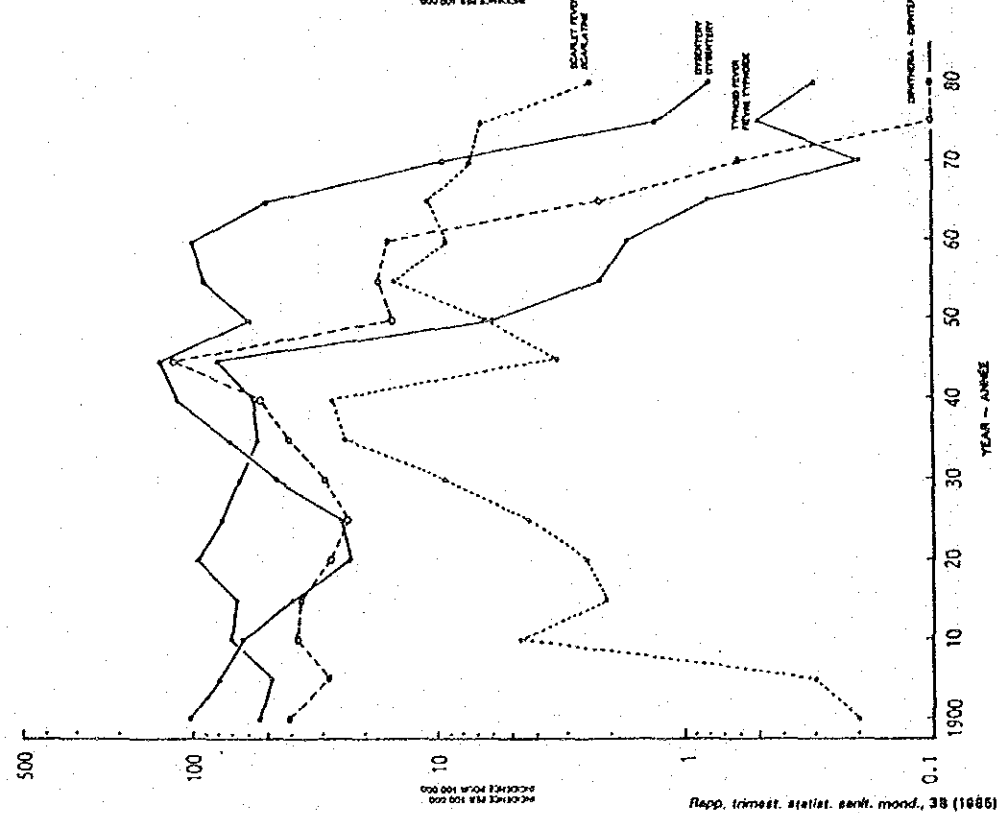 SCARLET FEVER
SCARLATINE
DYSENTERY
DYSENTERY
TYPHOID FEVER
FIÈVRE TYPHOÏDE
DIPHTHERIA –
500
100
10
1
0.1
1900
10
20
30
40
50
60
70
80
YEAR – ANNÉE
INCIDENCE PER 100 000
INCIDENCE POUR 100 000
Rapp. trimest. statist. sanit. mond., 38 (1985)